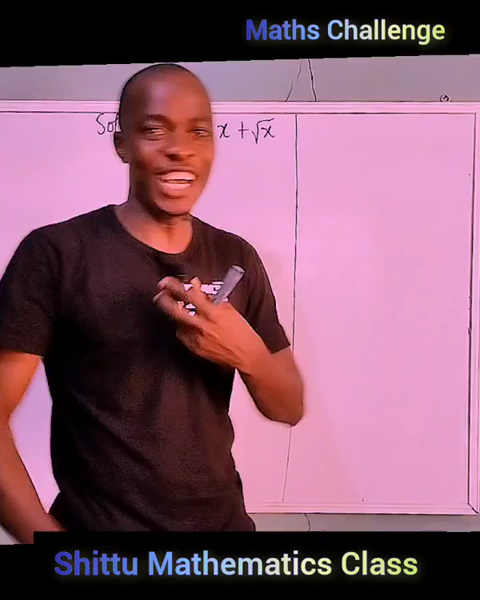 Maths Challenge
Sol x + √x
Shittu Mathematics Class